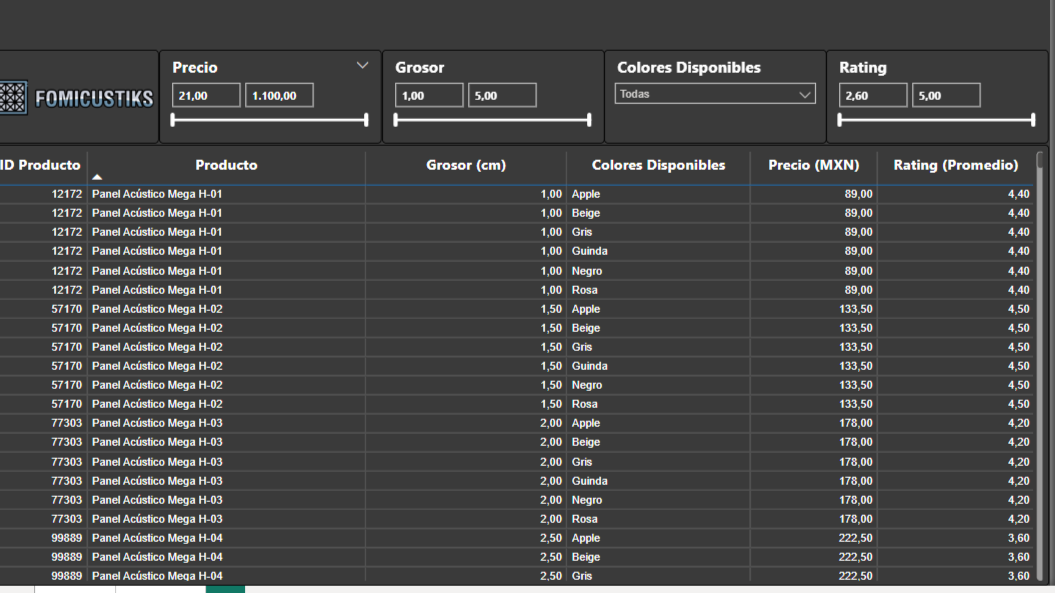 Precio Grosor Colores Disponibles Rating
21,00 1.100,00 1,00 5,00 Todas 2,60 5,00
FOMICUSTIKS
ID Producto Producto Grosor (cm) Colores Disponibles Precio (MXN) Rating (Promedio)
12172 Panel Acústico Mega H-01 1,00 Apple 89,00 4,40
12172 Panel Acústico Mega H-01 1,00 Beige 89,00 4,40
12172 Panel Acústico Mega H-01 1,00 Gris 89,00 4,40
12172 Panel Acústico Mega H-01 1,00 Guinda 89,00 4,40
12172 Panel Acústico Mega H-01 1,00 Negro 89,00 4,40
12172 Panel Acústico Mega H-01 1,00 Rosa 89,00 4,40
57170 Panel Acústico Mega H-02 1,50 Apple 133,50 4,50
57170 Panel Acústico Mega H-02 1,50 Beige 133,50 4,50
57170 Panel Acústico Mega H-02 1,50 Gris 133,50 4,50
57170 Panel Acústico Mega H-02 1,50 Guinda 133,50 4,50
57170 Panel Acústico Mega H-02 1,50 Negro 133,50 4,50
57170 Panel Acústico Mega H-02 1,50 Rosa 133,50 4,50
77303 Panel Acústico Mega H-03 2,00 Apple 178,00 4,20
77303 Panel Acústico Mega H-03 2,00 Beige 178,00 4,20
77303 Panel Acústico Mega H-03 2,00 Gris 178,00 4,20
77303 Panel Acústico Mega H-03 2,00 Guinda 178,00 4,20
77303 Panel Acústico Mega H-03 2,00 Negro 178,00 4,20
77303 Panel Acústico Mega H-03 2,00 Rosa 178,00 4,20
99889 Panel Acústico Mega H-04 2,50 Apple 222,50 3,60
99889 Panel Acústico Mega H-04 2,50 Beige 222,50 3,60
99889 Panel Acústico Mega H-04 2,50 Gris 222,50 3,60